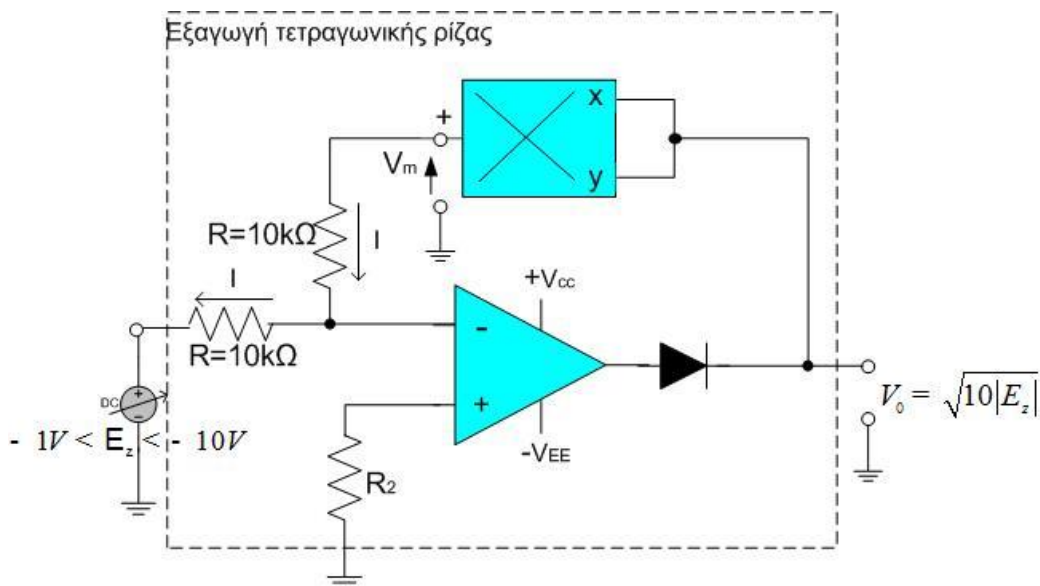 Εξαγωγή τετραγωνικής ρίζας
x
y
+
Vm
R=10kΩ
I
I
R=10kΩ
+Vcc
-
+
-VEE
R2
DC
+
-
- 1V < Ez < - 10V
V0 = √10|Ez|